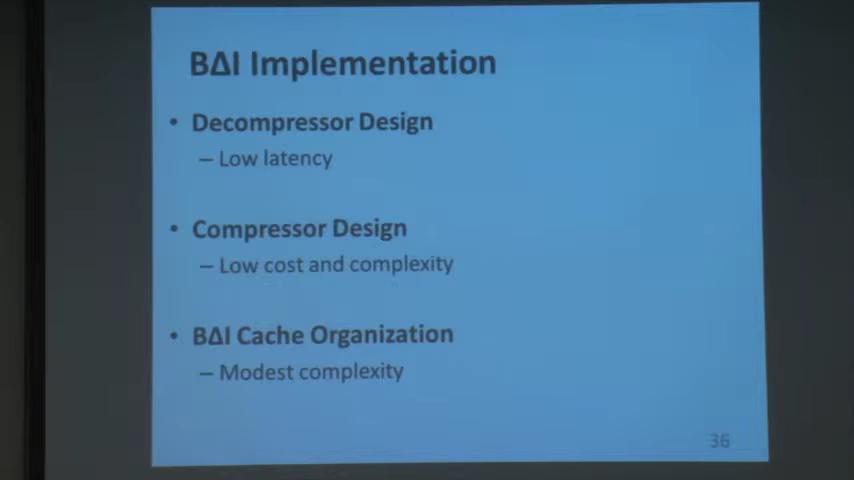 BΔI Implementation
• Decompressor Design
– Low latency
• Compressor Design
– Low cost and complexity
• BΔI Cache Organization
– Modest complexity
36